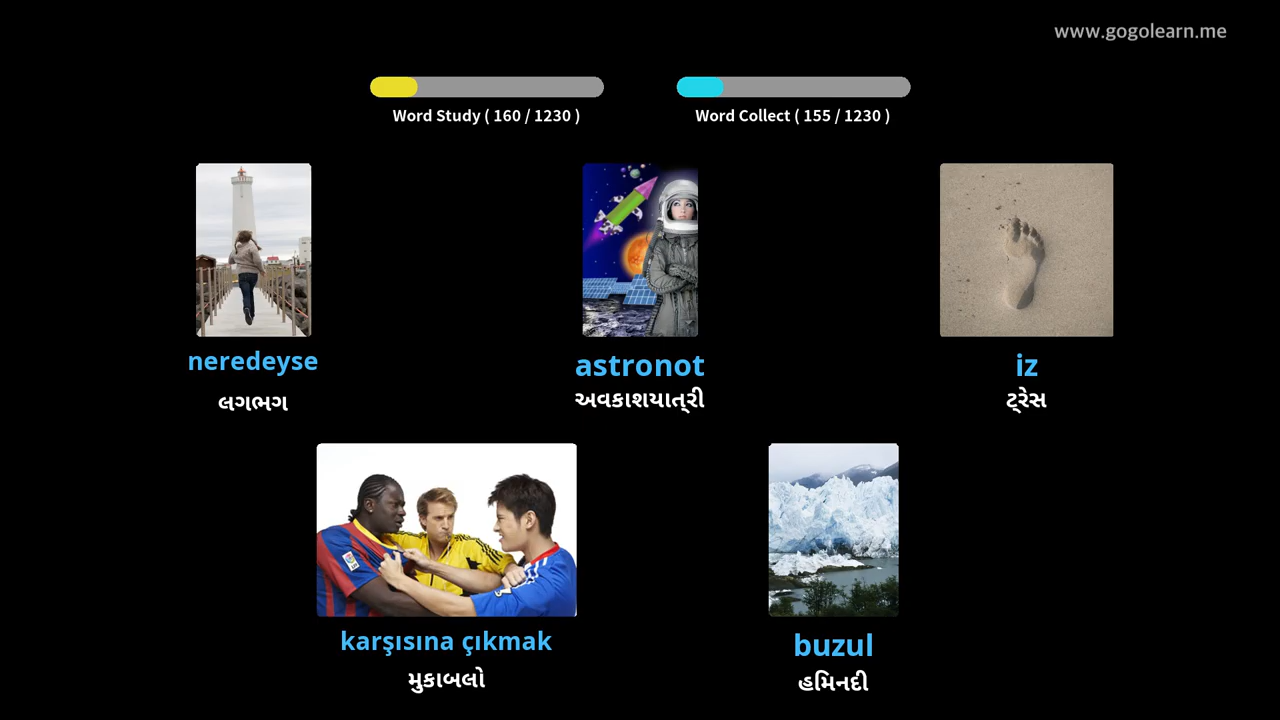 www.gogolearn.me
Word Study ( 160 / 1230 )
Word Collect ( 155 / 1230 )
neredeyse
લગભગ
astronot
અવકાશયાત્રી
iz
ટ્રેસ
karşısına çıkmak
મુકાબલો
buzul
હિમનદી